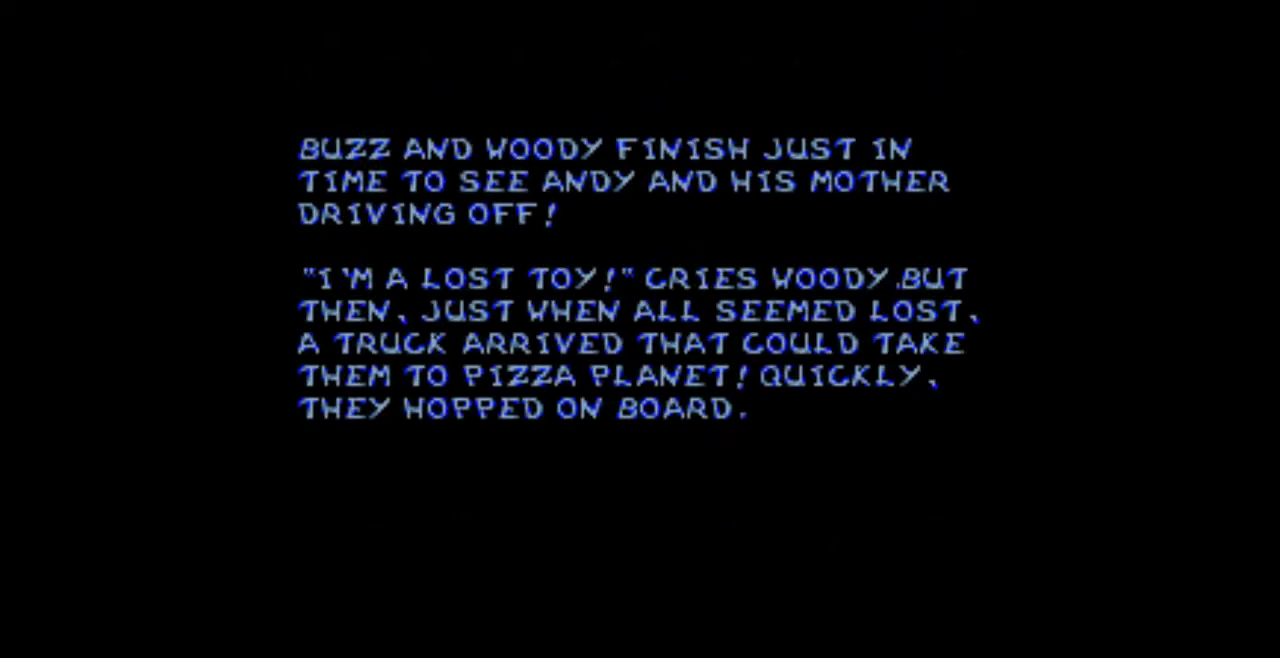 BUZZ AND WOODY FINISH JUST IN
TIME TO SEE ANDY AND HIS MOTHER
DRIVING OFF!
"I'M A LOST TOY!" CRIES WOODY.BUT
THEN, JUST WHEN ALL SEEMED LOST,
A TRUCK ARRIVED THAT COULD TAKE
THEM TO PIZZA PLANET! QUICKLY,
THEY HOPPED ON BOARD.